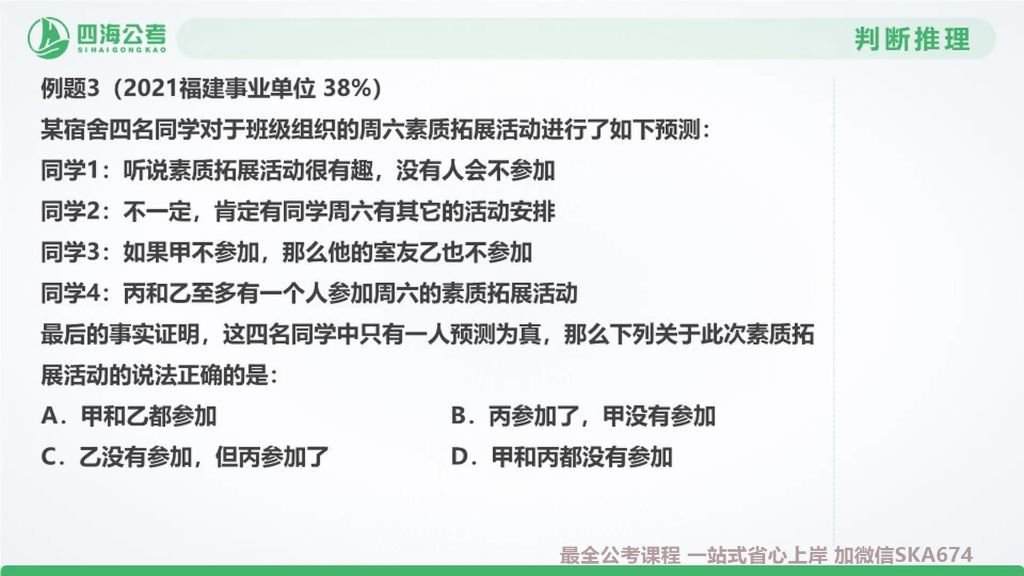 四海公考
SIHAIGONGKAO
判断推理
例题3（2021福建事业单位 38%）
某宿舍四名同学对于班级组织的周六素质拓展活动进行了如下预测：
同学1：听说素质拓展活动很有趣，没有人会不参加
同学2：不一定，肯定有同学周六有其它的活动安排
同学3：如果甲不参加，那么他的室友乙也不参加
同学4：丙和乙至多有一个人参加周六的素质拓展活动
最后的事实证明，这四名同学中只有一人预测为真，那么下列关于此次素质拓
展活动的说法正确的是：
A．甲和乙都参加 B．丙参加了，甲没有参加
C．乙没有参加，但丙参加了 D．甲和丙都没有参加
最全公考课程 一站式省心上岸 加微信SKA674